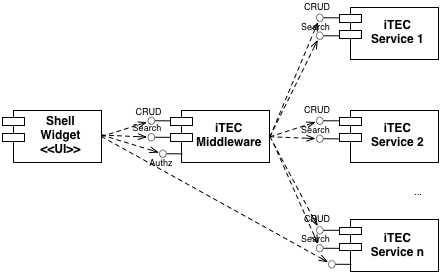 CRUD
Search
iTEC
Service 1
Shell
Widget
<<UI>>
CRUD
Search
Authz
iTEC
Middleware
CRUD
Search
iTEC
Service 2
...
CRUD
Search
iTEC
Service n